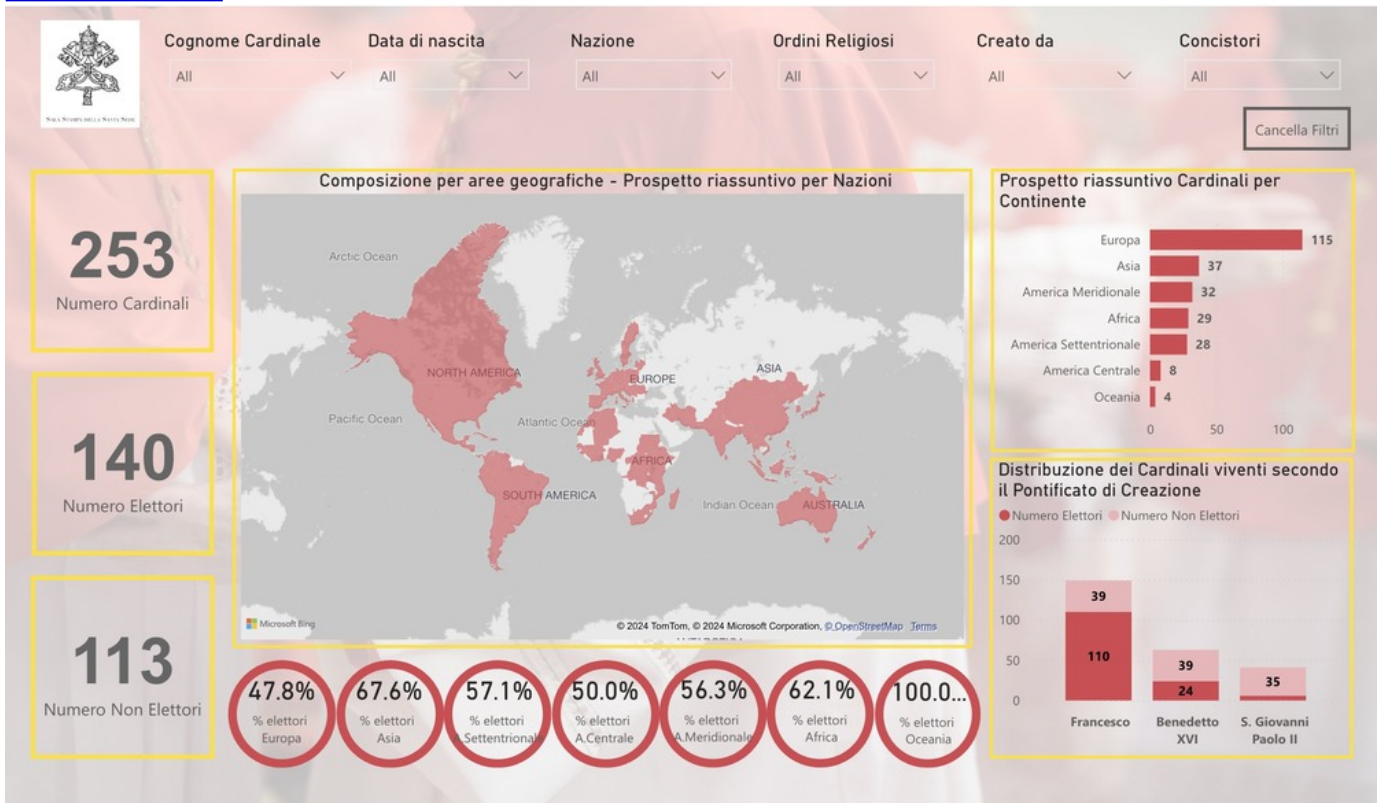 Cognome Cardinale
Data di nascita
Nazione
Ordini Religiosi
Creato da
Concistori
All
All
All
All
All
All
SALA STAMPA DELLA SANTA SEDE
Cancella Filtri
253
Numero Cardinali
140
Numero Elettori
113
Numero Non Elettori
Composizione per aree geografiche - Prospetto riassuntivo per Nazioni
Arctic Ocean
NORTH AMERICA
EUROPE
ASIA
Pacific Ocean
Atlantic Ocean
AFRICA
SOUTH AMERICA
Indian Ocean
AUSTRALIA
Microsoft Bing
© 2024 TomTom, © 2024 Microsoft Corporation, © OpenStreetMap Terms
47.8%
% elettori
Europa
67.6%
% elettori
Asia
57.1%
% elettori
A.Settentrionale
50.0%
% elettori
A.Centrale
56.3%
% elettori
A.Meridionale
62.1%
% elettori
Africa
100.0...
% elettori
Oceania
Prospetto riassuntivo Cardinali per
Continente
Europa 115
Asia 37
America Meridionale 32
Africa 29
America Settentrionale 28
America Centrale 8
Oceania 4
0 50 100
Distribuzione dei Cardinali viventi secondo
il Pontificato di Creazione
Numero Elettori Numero Non Elettori
200
150
100
50
0
39
110
39
24
35
Francesco
Benedetto
XVI
S. Giovanni
Paolo II